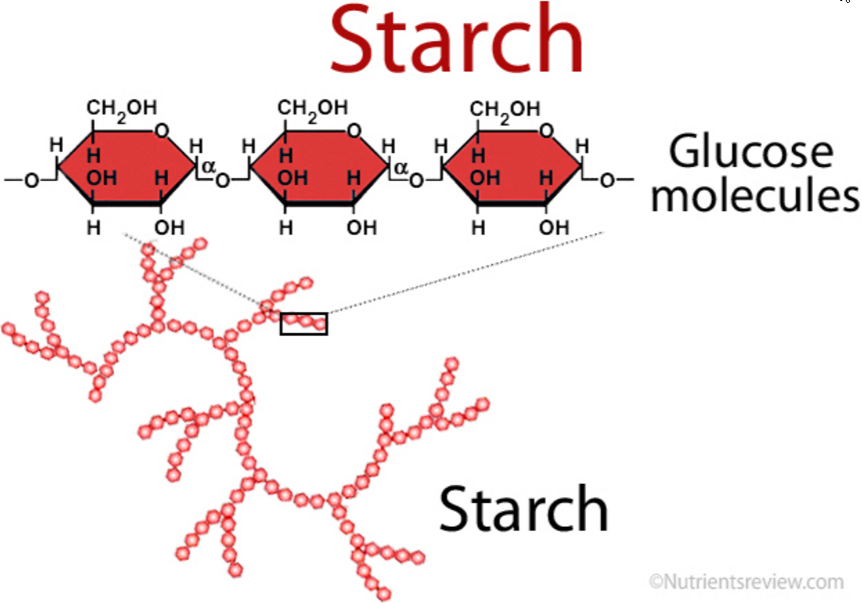 Starch
CH₂OH CH₂OH CH₂OH
O O O
H H H H H H
H H H
α α
OH H OH H OH H
O O O O
H OH H OH H OH
Glucose
molecules
Starch
©Nutrientsreview.com